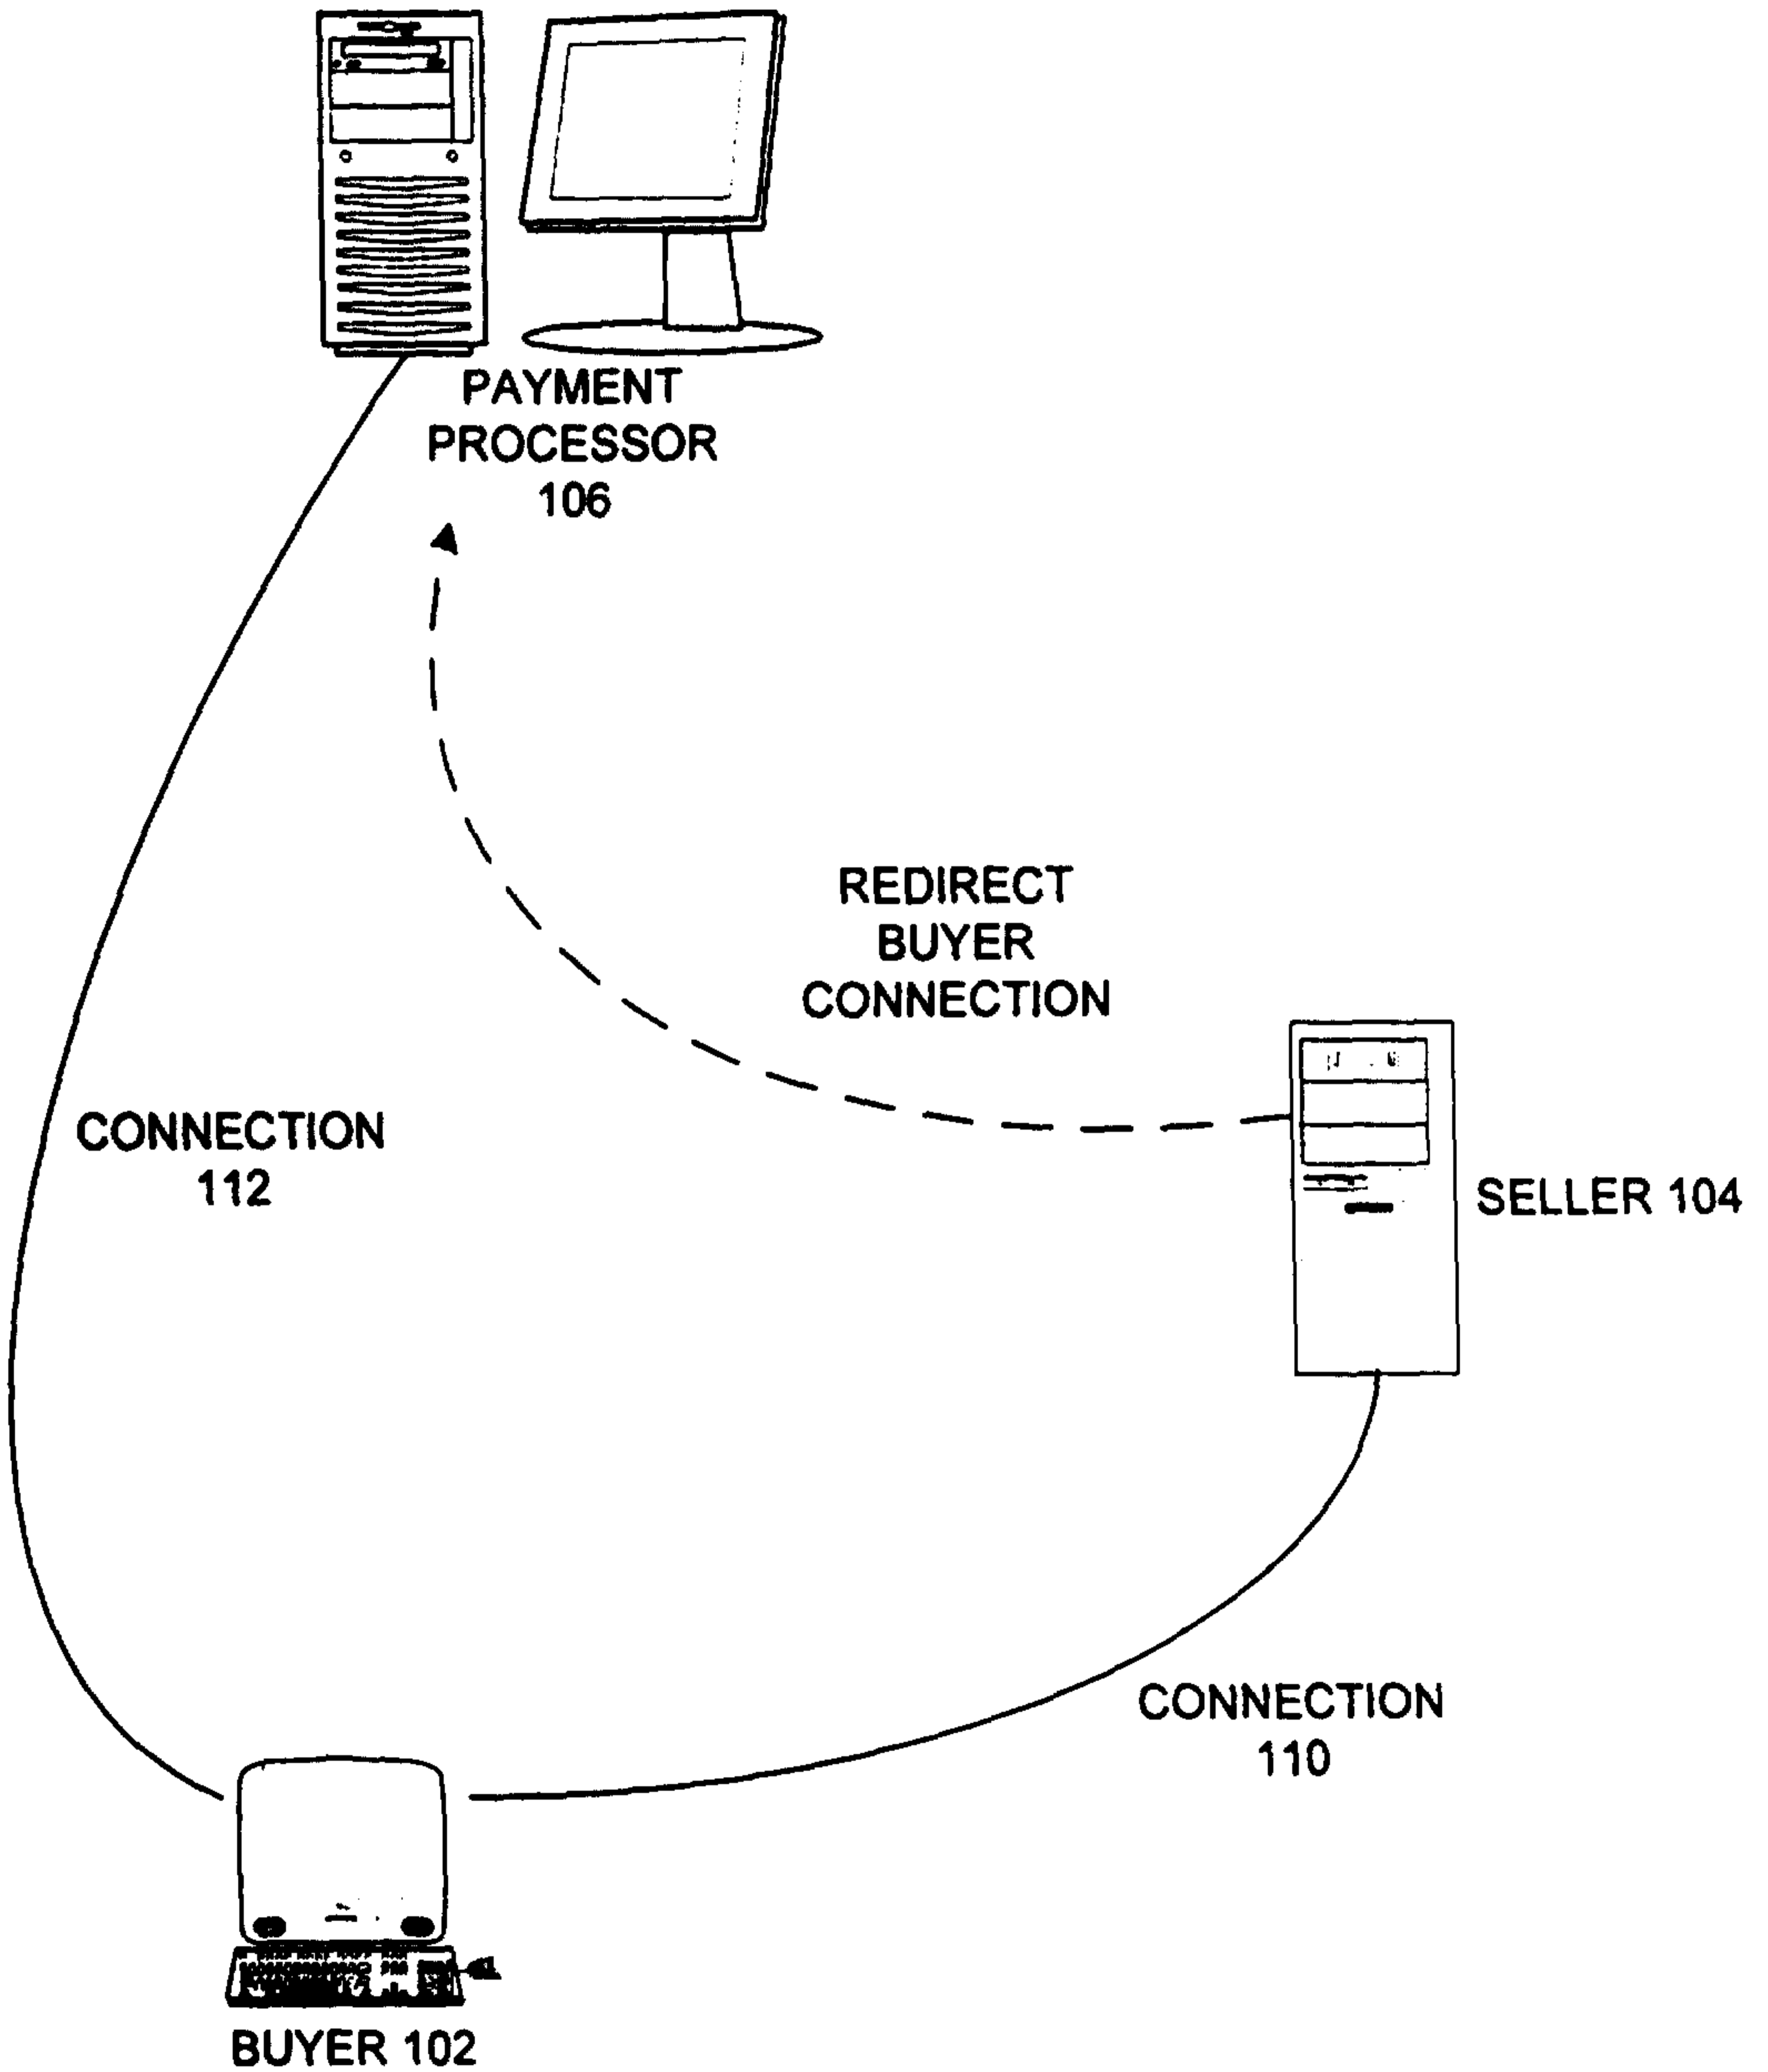 PAYMENT
PROCESSOR
106
REDIRECT
BUYER
CONNECTION
CONNECTION
112
SELLER 104
CONNECTION
110
BUYER 102